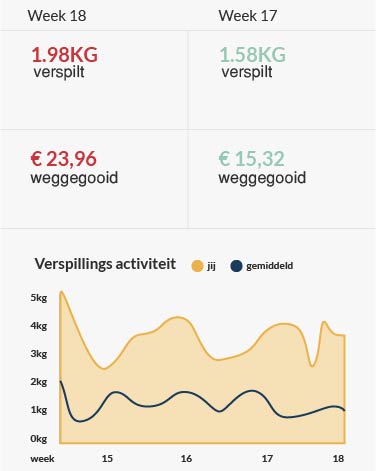 Week 18 Week 17
1.98KG 1.58KG
verspilt verspilt
€ 23,96 € 15,32
weggegooid weggegooid
Verspillings activiteit jij gemiddeld
5kg
4kg
3kg
2kg
1kg
0kg
week 15 16 17 18